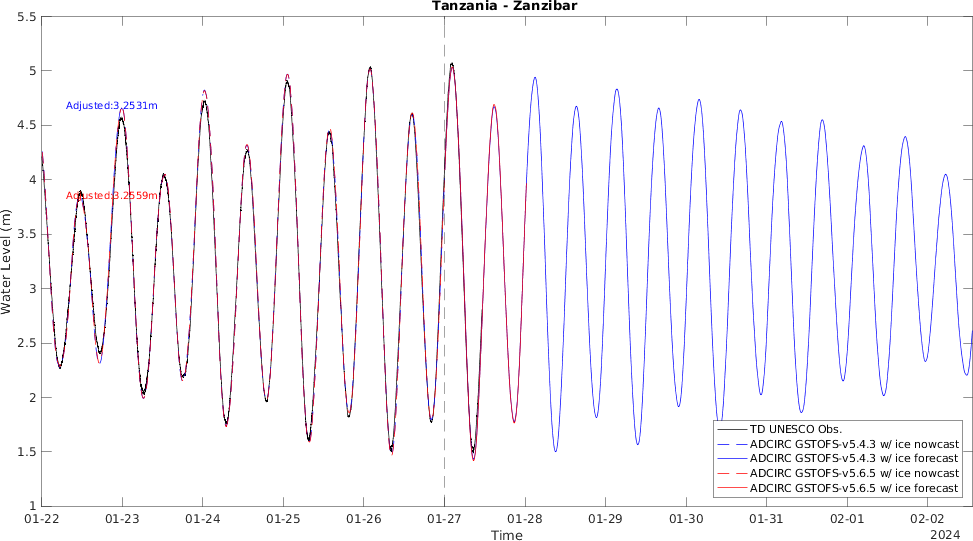 Tanzania - Zanzibar
5.5
5
4.5
4
3.5
3
2.5
2
1.5
1
Water Level (m)
Adjusted:3.2531m
Adjusted:3.2559m
TD UNESCO Obs.
ADCIRC GSTOFS-v5.4.3 w/ ice nowcast
ADCIRC GSTOFS-v5.4.3 w/ ice forecast
ADCIRC GSTOFS-v5.6.5 w/ ice nowcast
ADCIRC GSTOFS-v5.6.5 w/ ice forecast
01-22 01-23 01-24 01-25 01-26 01-27 01-28 01-29 01-30 01-31 02-01 02-02
Time
2024